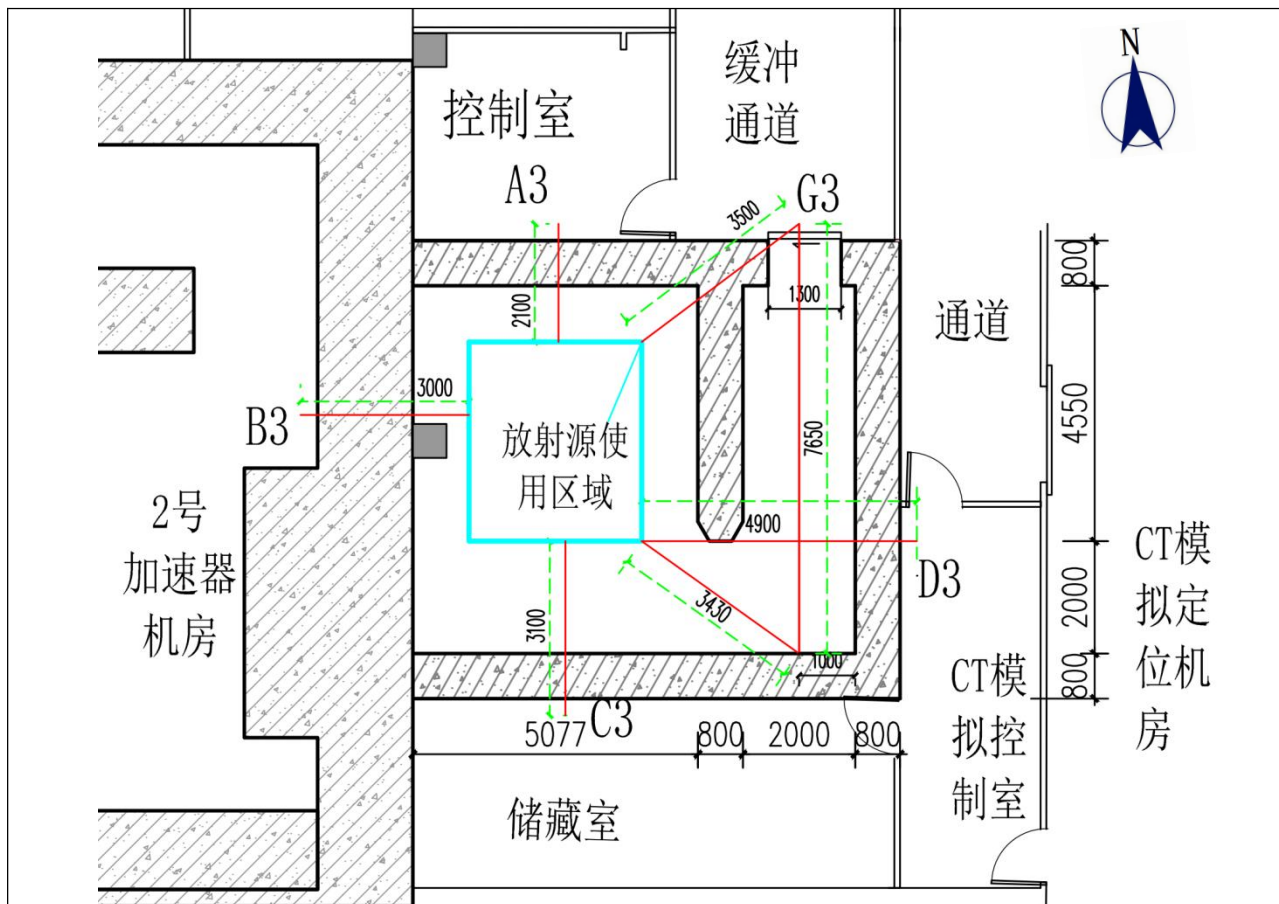 缓冲
通道
N
控制室
A3
G3
3500
800
2100
1300
通道
3000
B3
放射源使
用区域
7650
4550
2号
加速器
机房
4900
D3
CT模
拟定
位机
房
3430
3100
2000
1000
CT模
拟控
制室
800
C3
5077
800
2000
800
储藏室